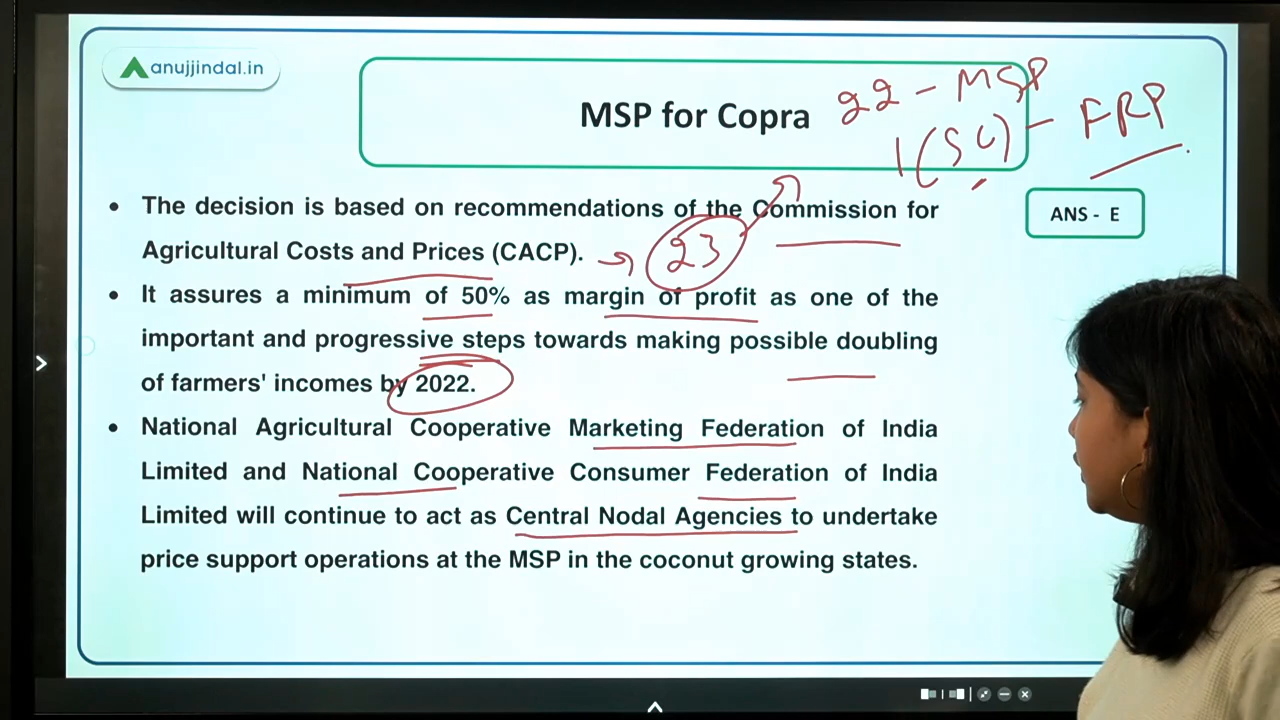 anujjindal.in
MSP for Copra
22 - MSP
1 (SC) - FRP
• The decision is based on recommendations of the Commission for
Agricultural Costs and Prices (CACP). → 23
ANS - E
• It assures a minimum of 50% as margin of profit as one of the
important and progressive steps towards making possible doubling
of farmers' incomes by 2022.
• National Agricultural Cooperative Marketing Federation of India
Limited and National Cooperative Consumer Federation of India
Limited will continue to act as Central Nodal Agencies to undertake
price support operations at the MSP in the coconut growing states.